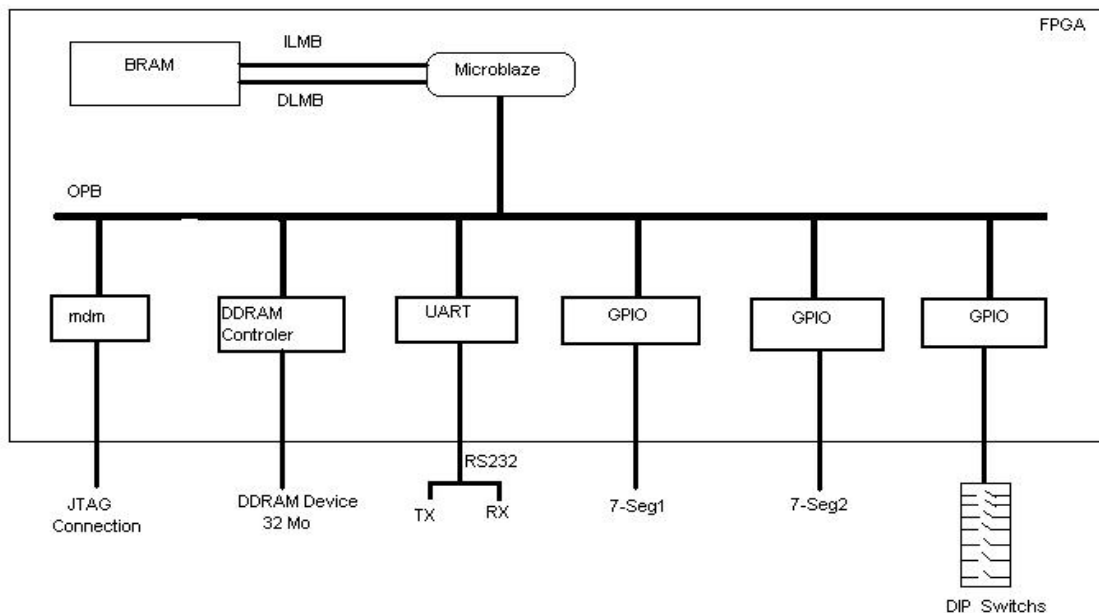 FPGA
ILMB
BRAM
Microblaze
DLMB
OPB
mdm
DDRAM
Controler
UART
GPIO
GPIO
GPIO
RS232
JTAG
Connection
DDRAM Device
32 Mo
TX
RX
7-Seg1
7-Seg2
DIP Switchs